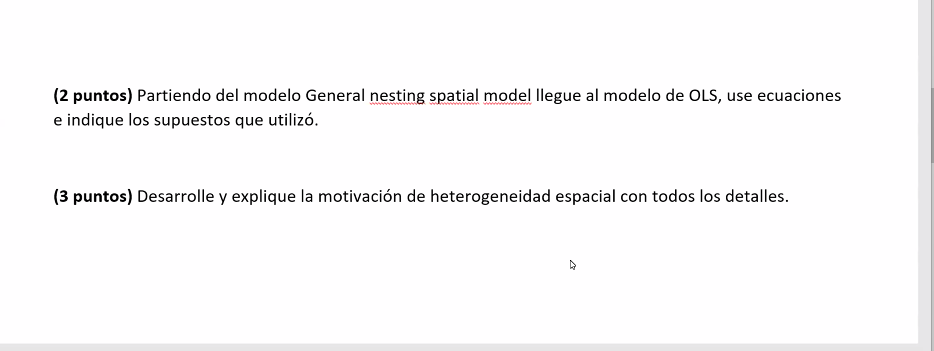 (2 puntos) Partiendo del modelo General nesting spatial model llegue al modelo de OLS, use ecuaciones
e indique los supuestos que utilizó.
(3 puntos) Desarrolle y explique la motivación de heterogeneidad espacial con todos los detalles.